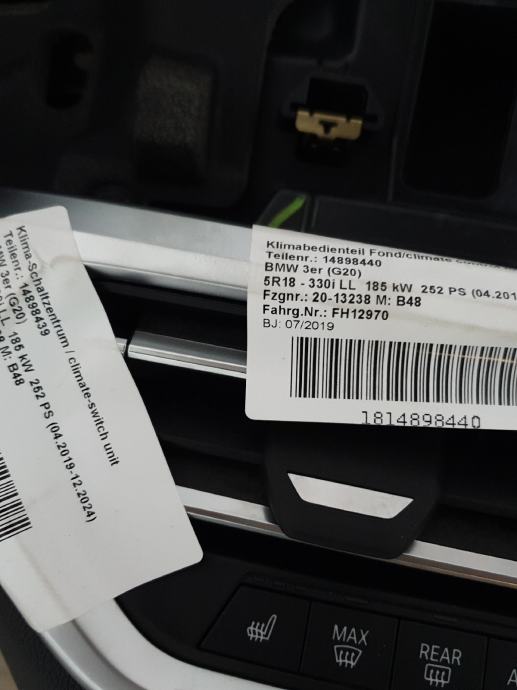 Klima-Schaltzentrum / climate-switch unit
Teilenr.: 14898439
3er (G20)
LL 185 kW 252 PS (04.2019-12.2024)
M: B48
Klimabedienteil Fond/climate
Teilenr.: 14898440
BMW 3er (G20)
5R18 - 330i LL 185 kW 252 PS (04.201
Fzgnr.: 20-13238 M: B48
Fahrg.Nr.: FH12970
BJ: 07/2019
1814898440
MAX
REAR
A